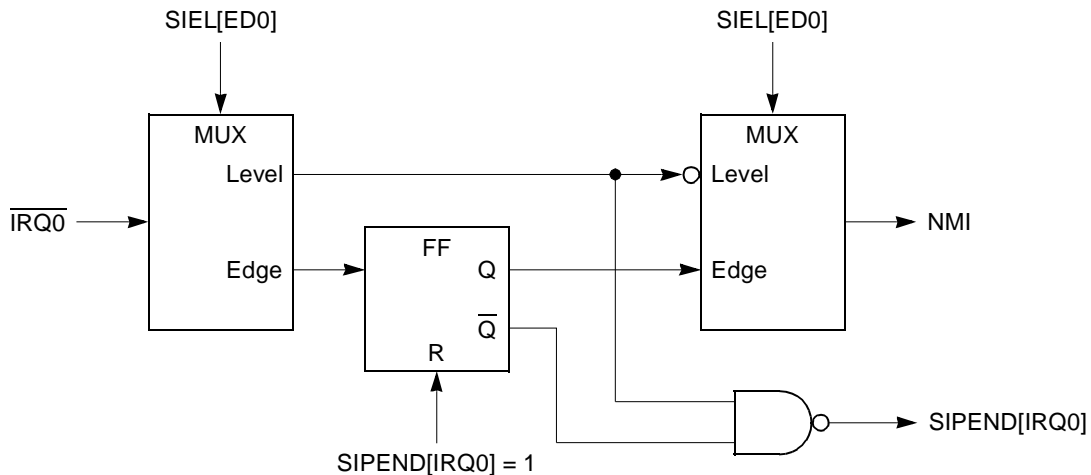 SIEL[ED0]
SIEL[ED0]
MUX
MUX
Level
Level
IRQ0
NMI
FF
Edge
Q
Edge
Q
R
SIPEND[IRQ0]
SIPEND[IRQ0] = 1